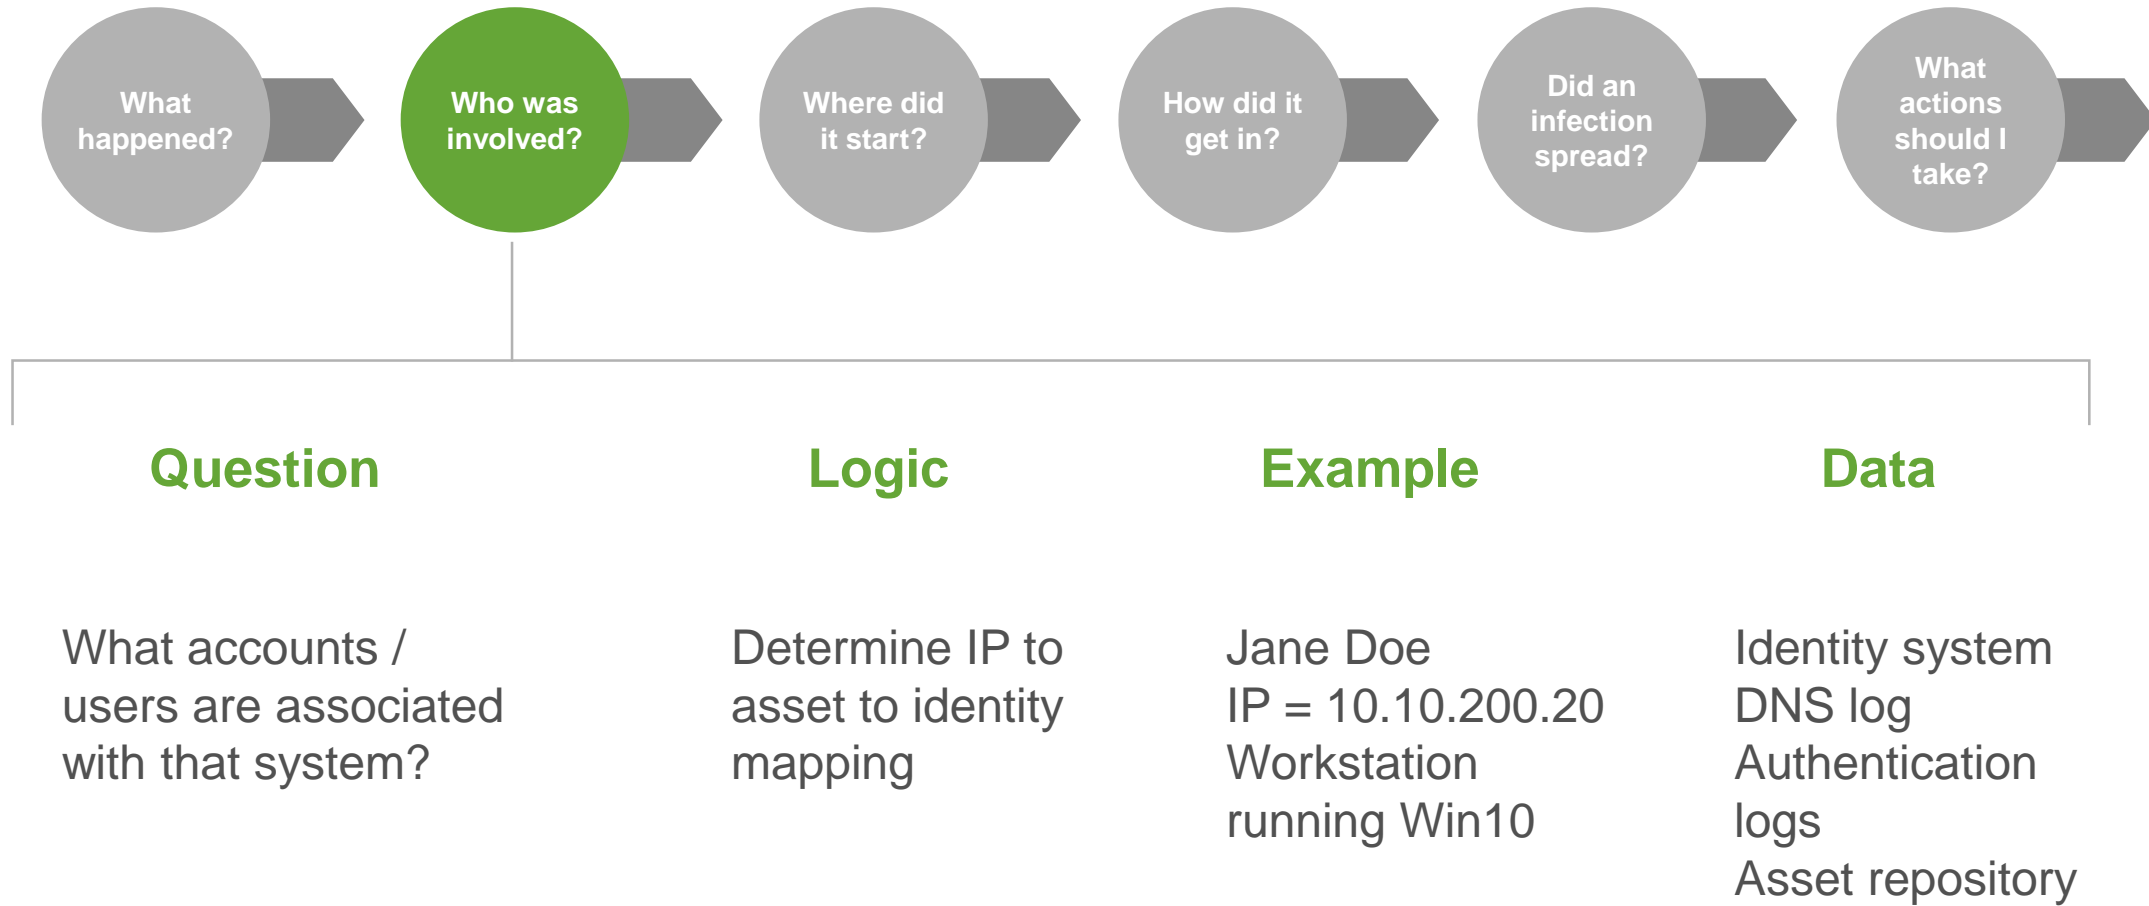 What
happened?
Who was
involved?
Where did
it start?
How did it
get in?
Did an
infection
spread?
What
actions
should I
take?
Question
What accounts /
users are associated
with that system?
Logic
Determine IP to
asset to identity
mapping
Example
Jane Doe
IP = 10.10.200.20
Workstation
running Win10
Data
Identity system
DNS log
Authentication
logs
Asset repository